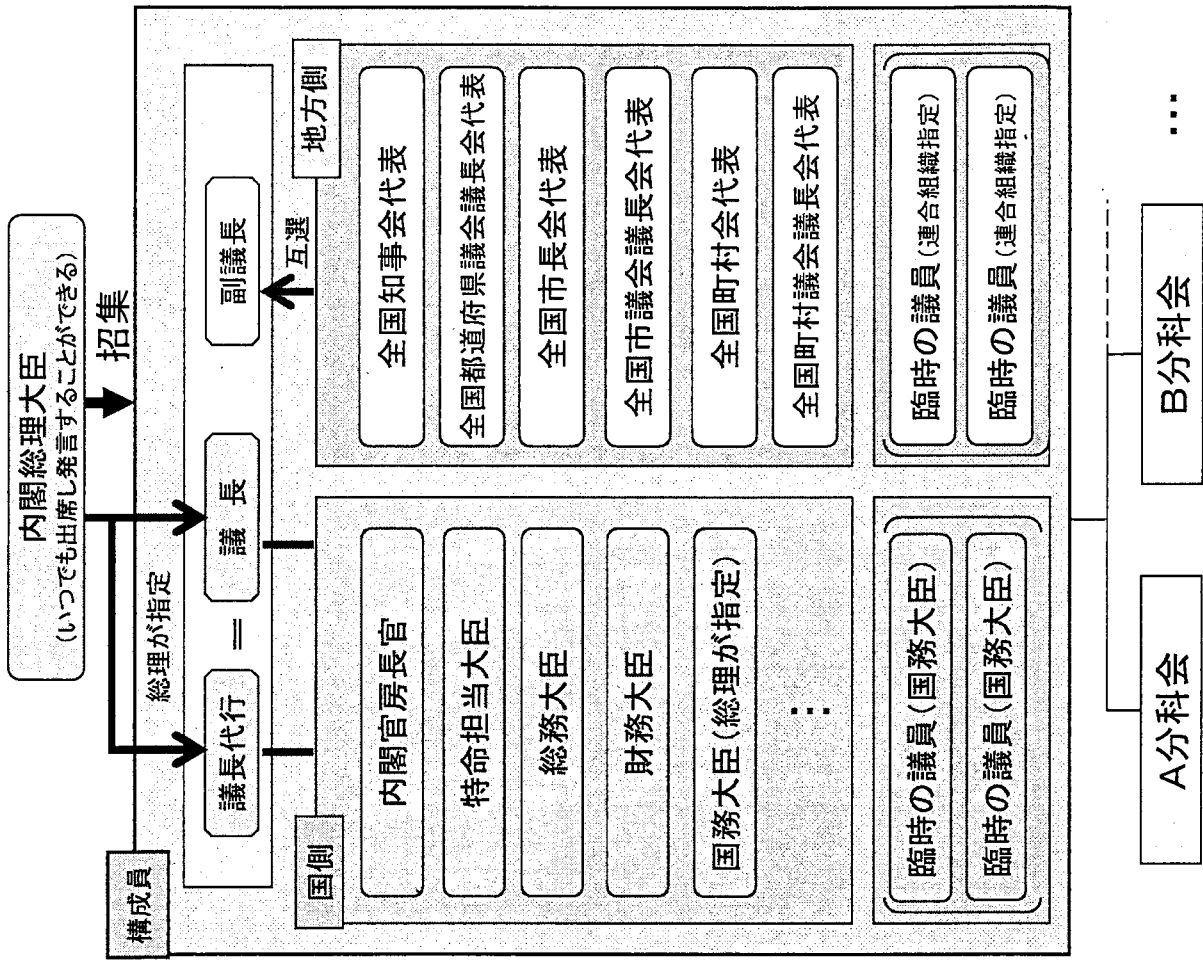 内閣総理大臣
(いつでも出席し発言することができる)
招集
総理が指定
構成員
議長代行
＝
議 長
副議長
互選
国側
内閣官房長官
特命担当大臣
総務大臣
財務大臣
国務大臣(総理が指定)
…
臨時の議員(国務大臣)
臨時の議員(国務大臣)
地方側
全国知事会代表
全国都道府県議会議長会代表
全国市長会代表
全国市議会議長会代表
全国町村会代表
全国町村議会議長会代表
臨時の議員(連合組織指定)
臨時の議員(連合組織指定)
A分科会
B分科会
…